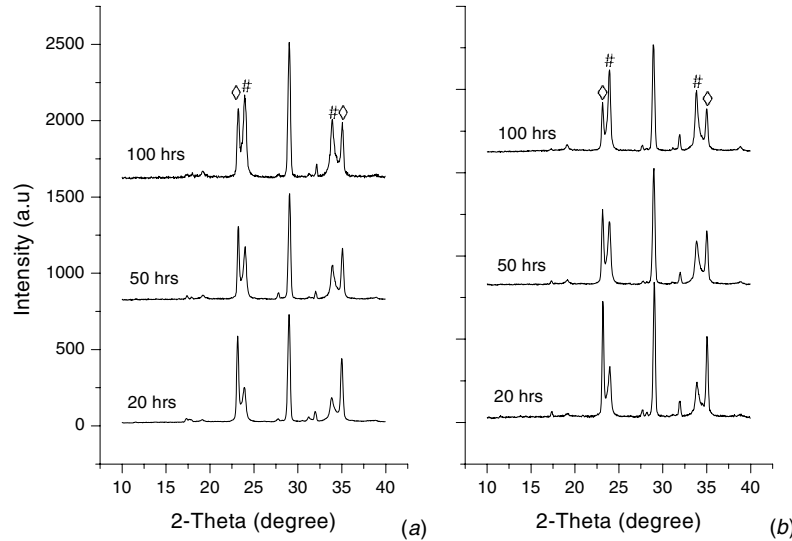 2500
2000
1500
1000
500
0
Intensity (a.u)
◇ #
# ◇
100 hrs
50 hrs
20 hrs
10 15 20 25 30 35 40
2-Theta (degree)
(a)
#
◇
#
◇
100 hrs
50 hrs
20 hrs
10 15 20 25 30 35 40
2-Theta (degree)
(b)